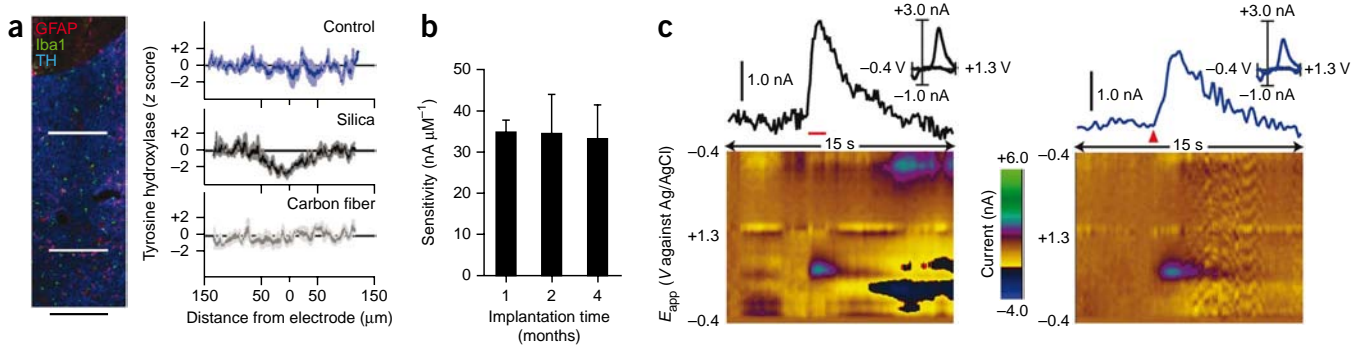 a
GFAP
Iba1
TH
Tyrosine hydroxylase (z score)
Control
+2
0
−2
Silica
+2
0
−2
Carbon fiber
+2
0
−2
150
50
0
50
150
Distance from electrode (μm)
b
Sensitivity (nA μM−1)
50
40
30
20
10
0
1
2
4
Implantation time
(months)
c
1.0 nA
+3.0 nA
−0.4 V
+1.3 V
−1.0 nA
15 s
−0.4
+1.3
−0.4
Eapp (V against Ag/AgCl)
+6.0
Current (nA)
−4.0
1.0 nA
+3.0 nA
−0.4 V
+1.3 V
−1.0 nA
15 s
−0.4
+1.3
−0.4